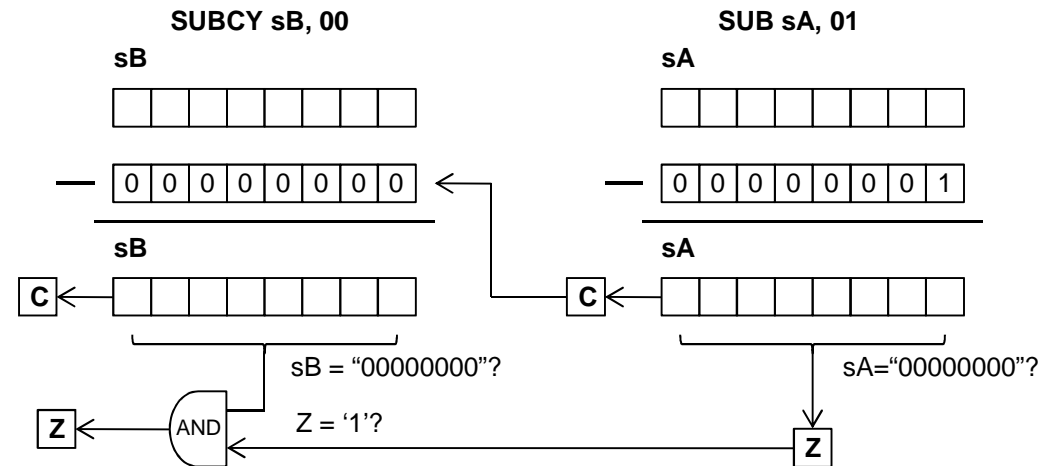 SUBCY sB, 00 SUB sA, 01
sB sA
0 0 0 0 0 0 0 0 0 0 0 0 0 0 0 1
sB sA
C C
sB = “00000000”? sA=“00000000”?
Z AND Z = ‘1’? Z